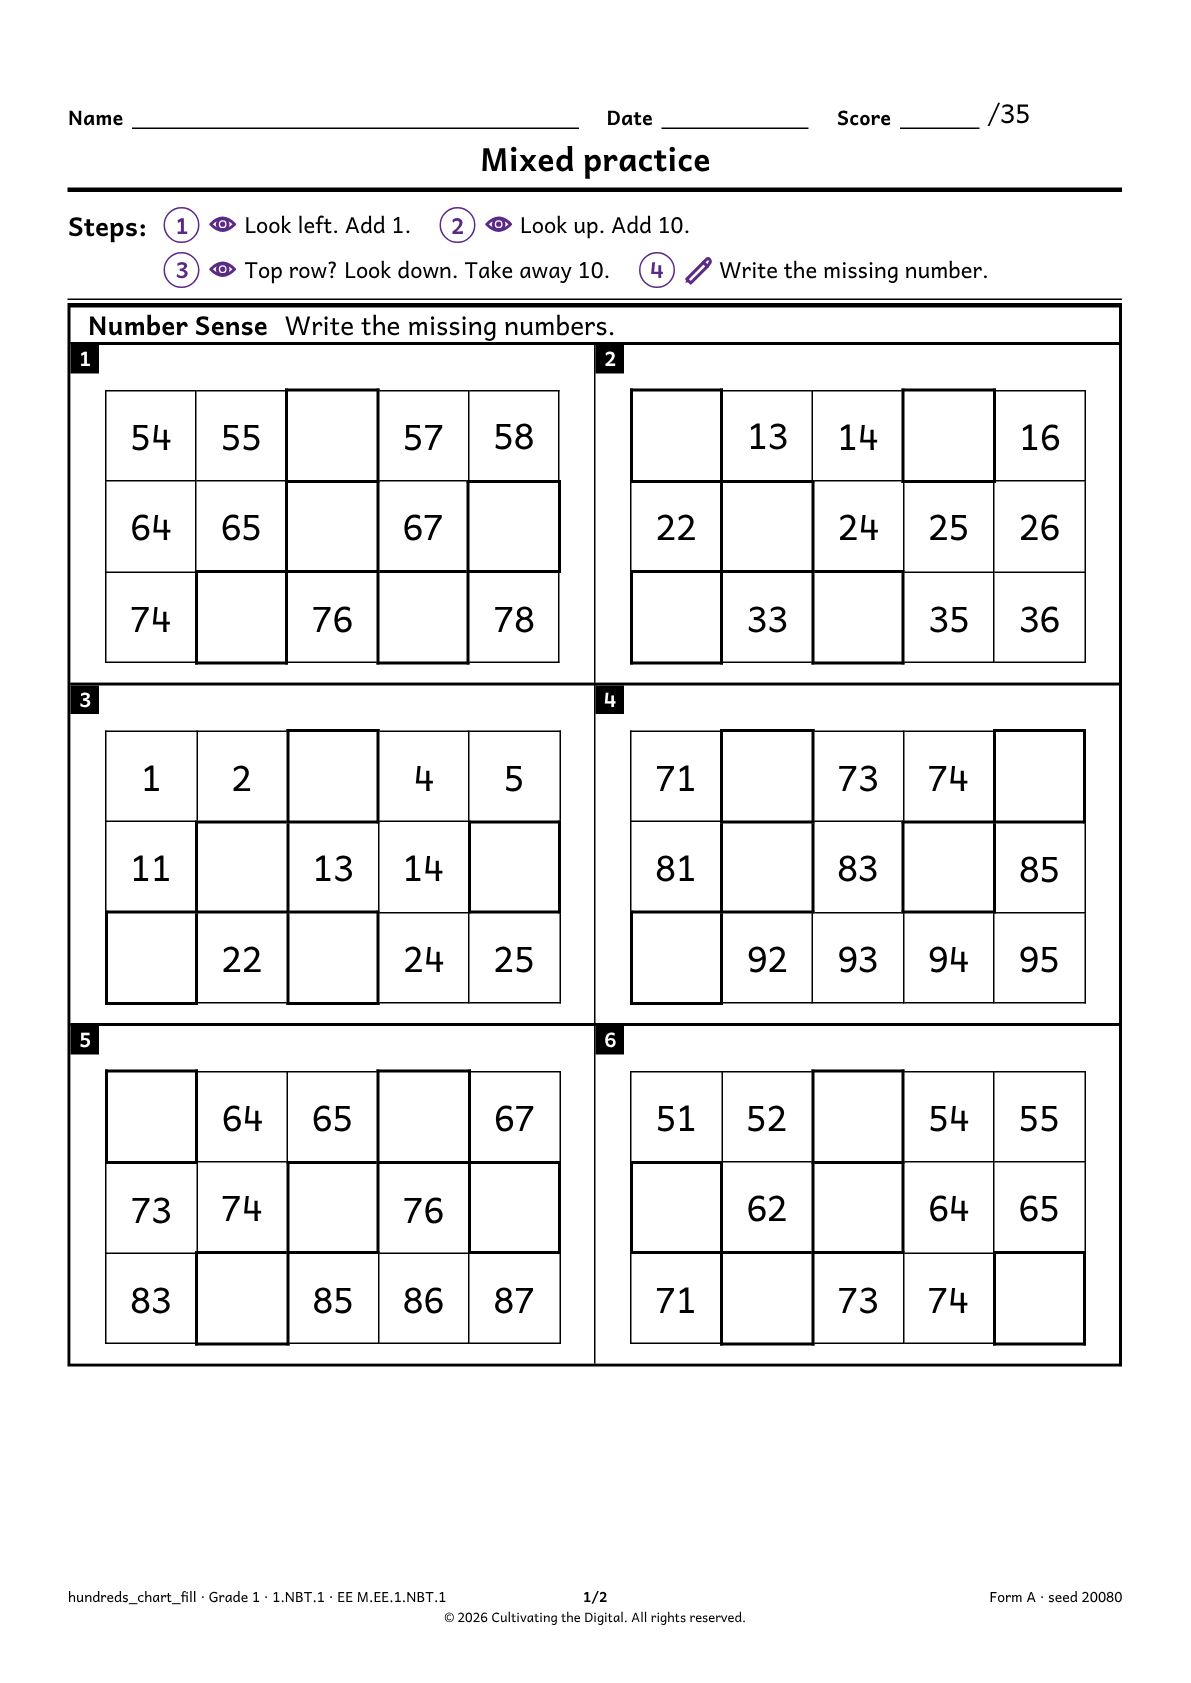 Name Date Score /35
Mixed practice
Steps: 1 Look left. Add 1. 2 Look up. Add 10.
3 Top row? Look down. Take away 10. 4 Write the missing number.
Number Sense Write the missing numbers.
1
54 55 57 58
64 65 67
74 76 78
2
13 14 16
22 24 25 26
33 35 36
3
1 2 4 5
11 13 14
22 24 25
4
71 73 74
81 83 85
92 93 94 95
5
64 65 67
73 74 76
83 85 86 87
6
51 52 54 55
62 64 65
71 73 74
hundreds_chart_fill · Grade 1 · 1.NBT.1 · EE M.EE.1.NBT.1 1/2 Form A · seed 20080
© 2026 Cultivating the Digital. All rights reserved.